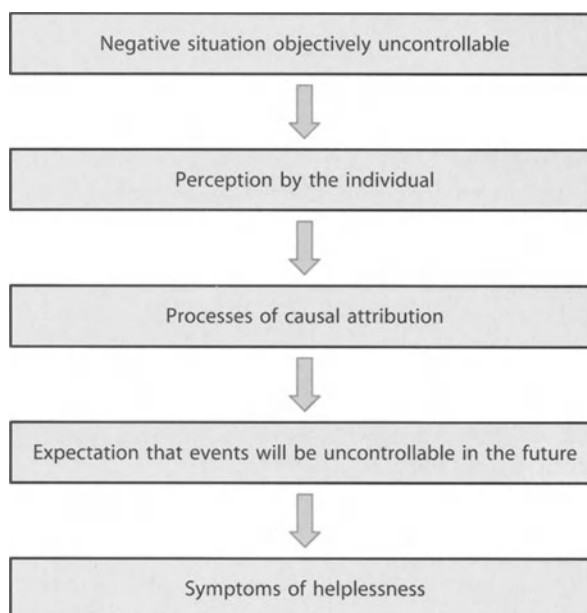 Negative situation objectively uncontrollable
Perception by the individual
Processes of causal attribution
Expectation that events will be uncontrollable in the future
Symptoms of helplessness